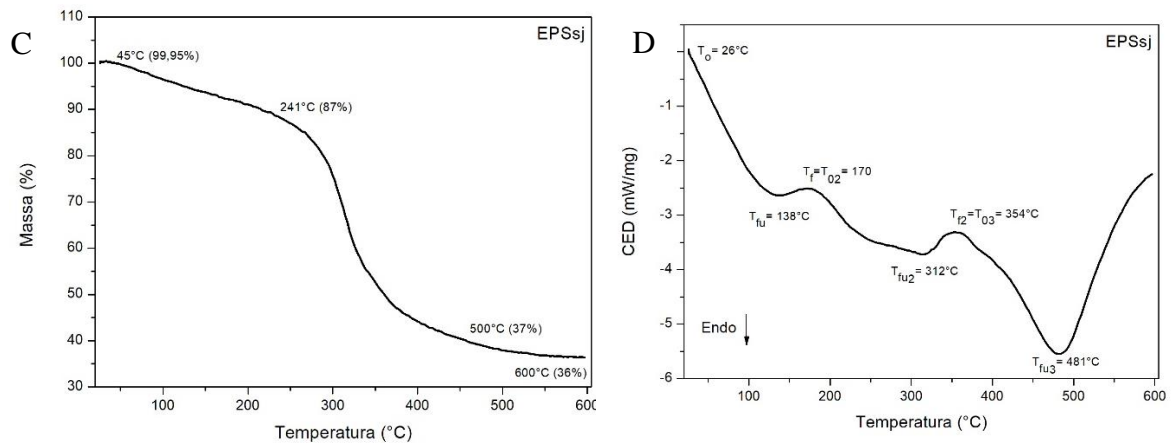 C
EPSsj
110
100
90
80
70
60
50
40
30
45°C (99,95%)
241°C (87%)
500°C (37%)
600°C (36%)
100
200
300
400
500
600
Massa (%)
Temperatura (°C)
D
EPSsj
To= 26°C
-1
-2
-3
-4
-5
-6
Tf=T02 = 170
Tfu = 138°C
Tf2=T03 = 354°C
Tfu2= 312°C
Endo
Tfu3= 481°C
100
200
300
400
500
600
CED (mW/mg)
Temperatura (°C)